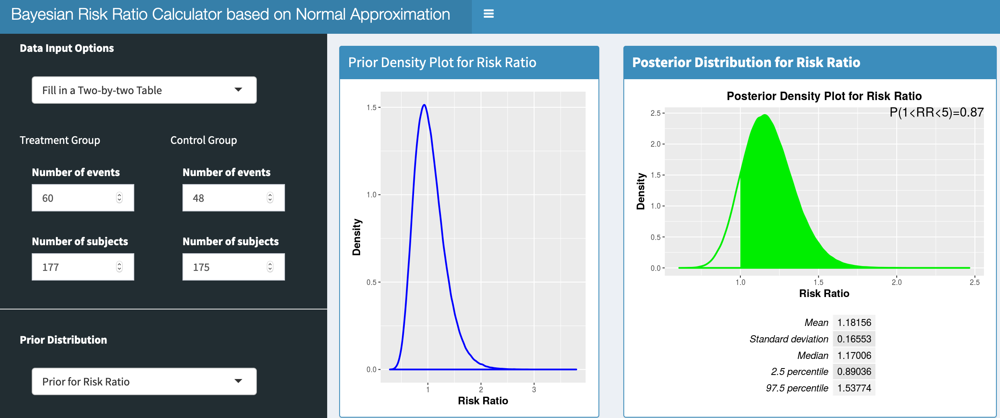 Bayesian Risk Ratio Calculator based on Normal Approximation
Data Input Options
Fill in a Two-by-two Table
Treatment Group
Control Group
Number of events
Number of events
60
48
Number of subjects
Number of subjects
177
175
Prior Distribution
Prior for Risk Ratio
Prior Density Plot for Risk Ratio
1.5
1.0
0.5
0.0
Density
1 2 3
Risk Ratio
Posterior Distribution for Risk Ratio
Posterior Density Plot for Risk Ratio
P(1<RR<5)=0.87
2.5
2.0
1.5
1.0
0.5
0.0
Density
1.0 1.5 2.0 2.5
Risk Ratio
Mean 1.18156
Standard deviation 0.16553
Median 1.17006
2.5 percentile 0.89036
97.5 percentile 1.53774